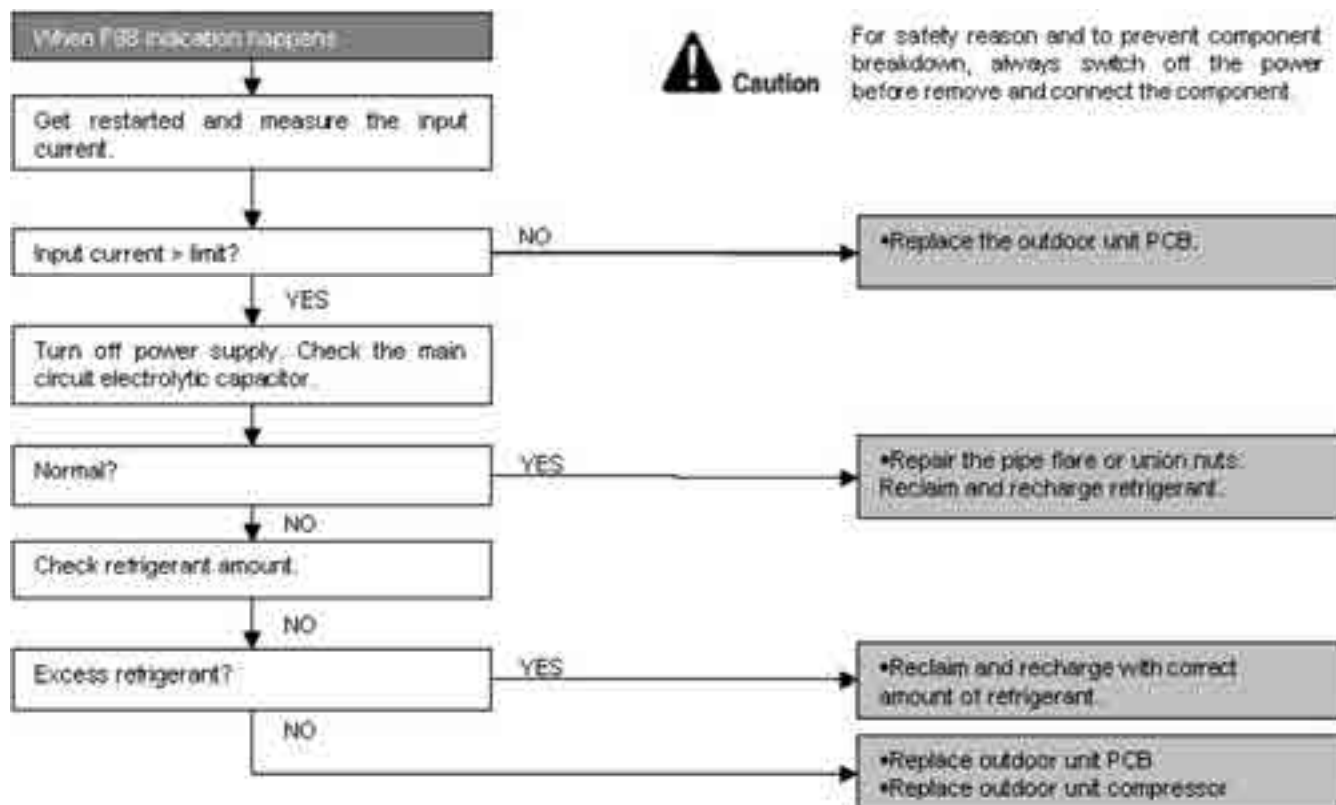 When F98 indication happens
Caution
For safety reason and to prevent component
breakdown, always switch off the power
before remove and connect the component.
Get restarted and measure the input
current.
Input current > limit?
NO
•Replace the outdoor unit PCB.
YES
Turn off power supply. Check the main
circuit electrolytic capacitor.
Normal?
YES
•Repair the pipe flare or union nuts.
Reclaim and recharge refrigerant.
NO
Check refrigerant amount.
NO
Excess refrigerant?
YES
•Reclaim and recharge with correct
amount of refrigerant.
NO
•Replace outdoor unit PCB
•Replace outdoor unit compressor